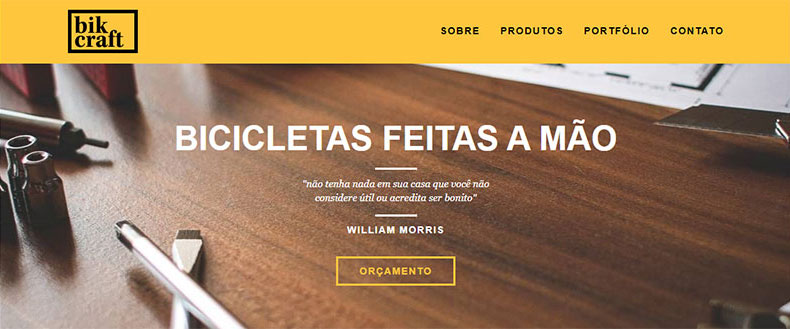 bik
craft
SOBRE PRODUTOS PORTFÓLIO CONTATO
BICICLETAS FEITAS A MÃO
"não tenha nada em sua casa que você não
considere útil ou acredita ser bonito"
WILLIAM MORRIS
ORÇAMENTO